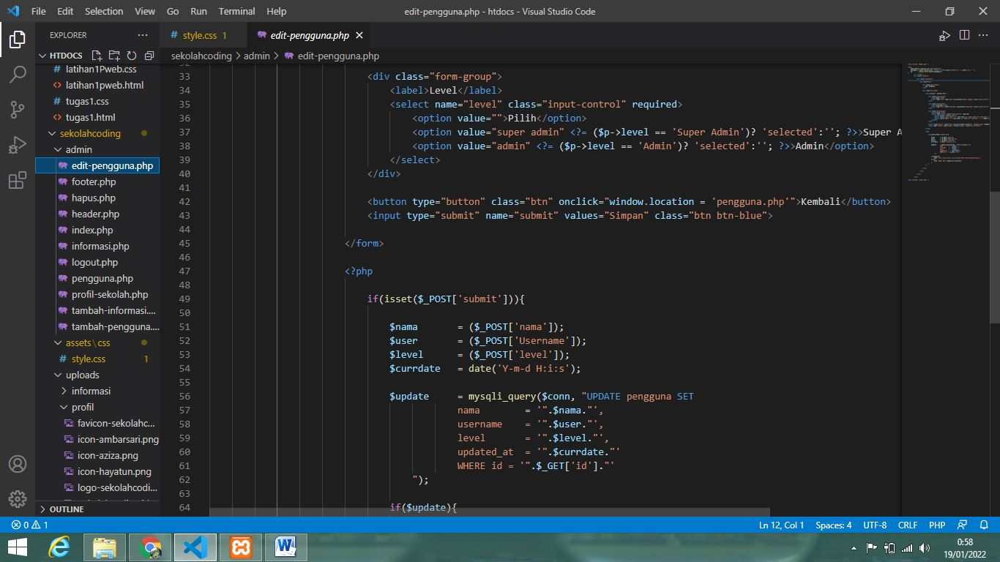 File Edit Selection View Go Run Terminal Help edit-pengguna.php - htdocs - Visual Studio Code
EXPLORER
HTDOCS
latihan1Pweb.css
latihan1pweb.html
tugas1.css
tugas1.html
sekolahcoding
admin
edit-pengguna.php
footer.php
hapus.php
header.php
index.php
informasi.php
logout.php
pengguna.php
profil-sekolah.php
tambah-informasi....
tambah-pengguna....
assets\css
style.css 1
uploads
informasi
profil
favicon-sekolahc...
icon-ambarsari.png
icon-aziza.png
icon-hayatun.png
logo-sekolahcodi...
OUTLINE
# style.css 1 edit-pengguna.php
sekolahcoding > admin > edit-pengguna.php
32
33 <div class="form-group">
34 <label>Level</label>
35 <select name="level" class="input-control" required>
36 <option value="">Pilih</option>
37 <option value="super admin" <?= ($p->level == 'Super Admin')? 'selected':''; ?>>Super A
38 <option value="admin" <?= ($p->level == 'Admin')? 'selected':''; ?>>Admin</option>
39 </select>
40 </div>
41
42 <button type="button" class="btn" onclick="window.location = 'pengguna.php'">Kembali</button>
43 <input type="submit" name="submit" values="Simpan" class="btn btn-blue">
44
45 </form>
46
47 <?php
48
49 if(isset($_POST['submit'])){
50
51 $nama = ($_POST['nama']);
52 $user = ($_POST['Username']);
53 $level = ($_POST['level']);
54 $currdate = date('Y-m-d H:i:s');
55
56 $update = mysqli_query($conn, "UPDATE pengguna SET
57 nama = '".$nama."',
58 username = '".$user."',
59 level = '".$level."',
60 updated_at = '".$currdate."'
61 WHERE id = '".$_GET['id']."'
62 ");
63
64 if($update){
0 1 Ln 12, Col 1 Spaces: 4 UTF-8 CRLF PHP
0:58
19/01/2022